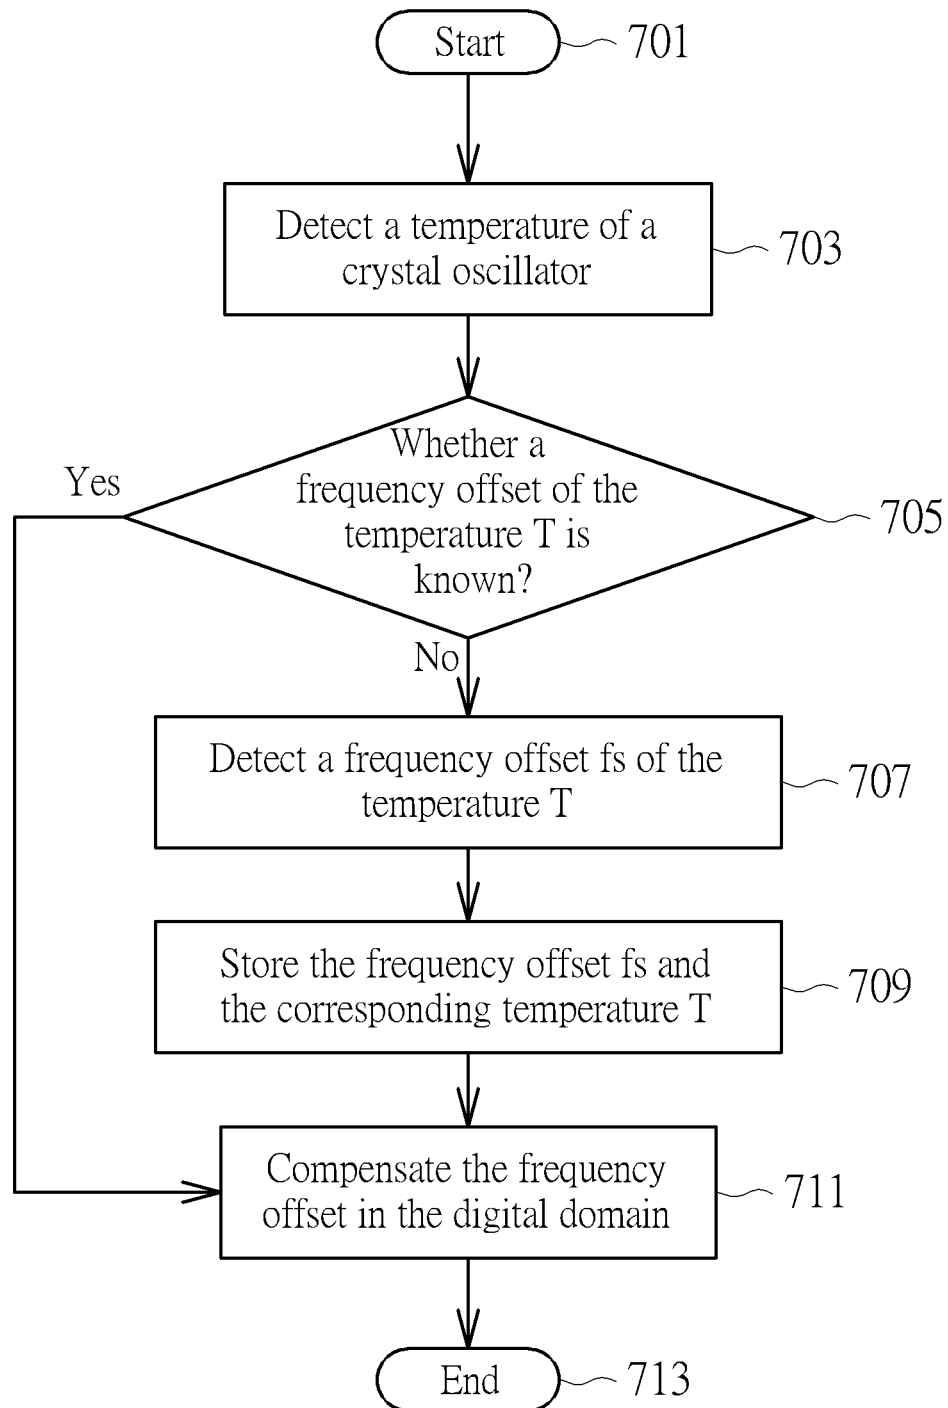 Start
701
Detect a temperature of a
crystal oscillator
703
Whether a
frequency offset of the
temperature T is
known?
Yes
705
No
Detect a frequency offset fs of the
temperature T
707
Store the frequency offset fs and
the corresponding temperature T
709
Compensate the frequency
offset in the digital domain
711
End
713